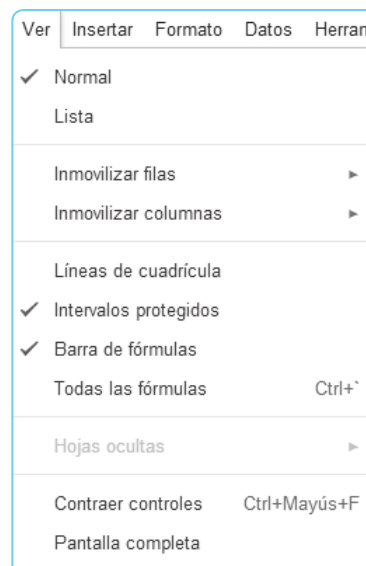 Ver Insertar Formato Datos Herran
Normal
Lista
Inmovilizar filas
Inmovilizar columnas
Líneas de cuadrícula
Intervalos protegidos
Barra de fórmulas
Todas las fórmulas Ctrl+`
Hojas ocultas
Contraer controles Ctrl+Mayús+F
Pantalla completa